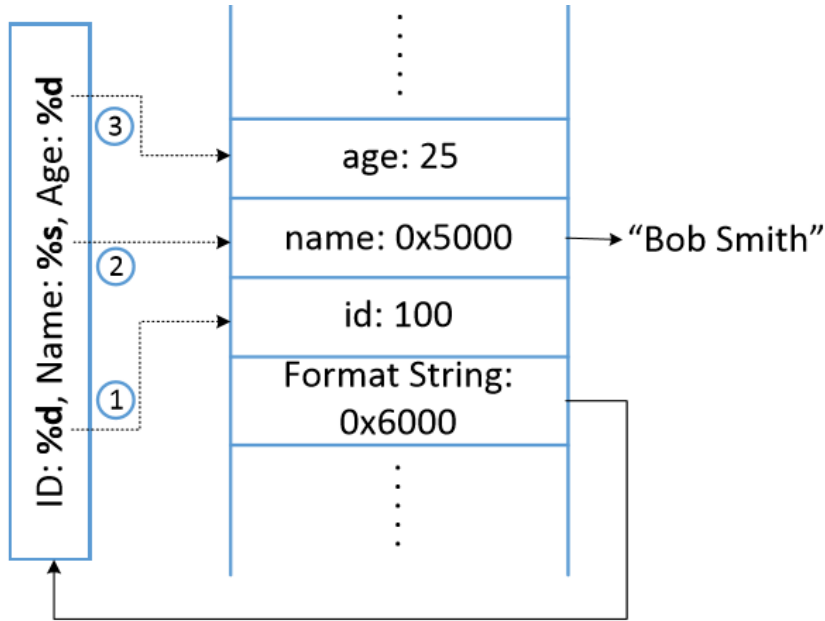 ID: %d, Name: %s, Age: %d
3
2
1
age: 25
name: 0x5000
id: 100
Format String:
0x6000
“Bob Smith”